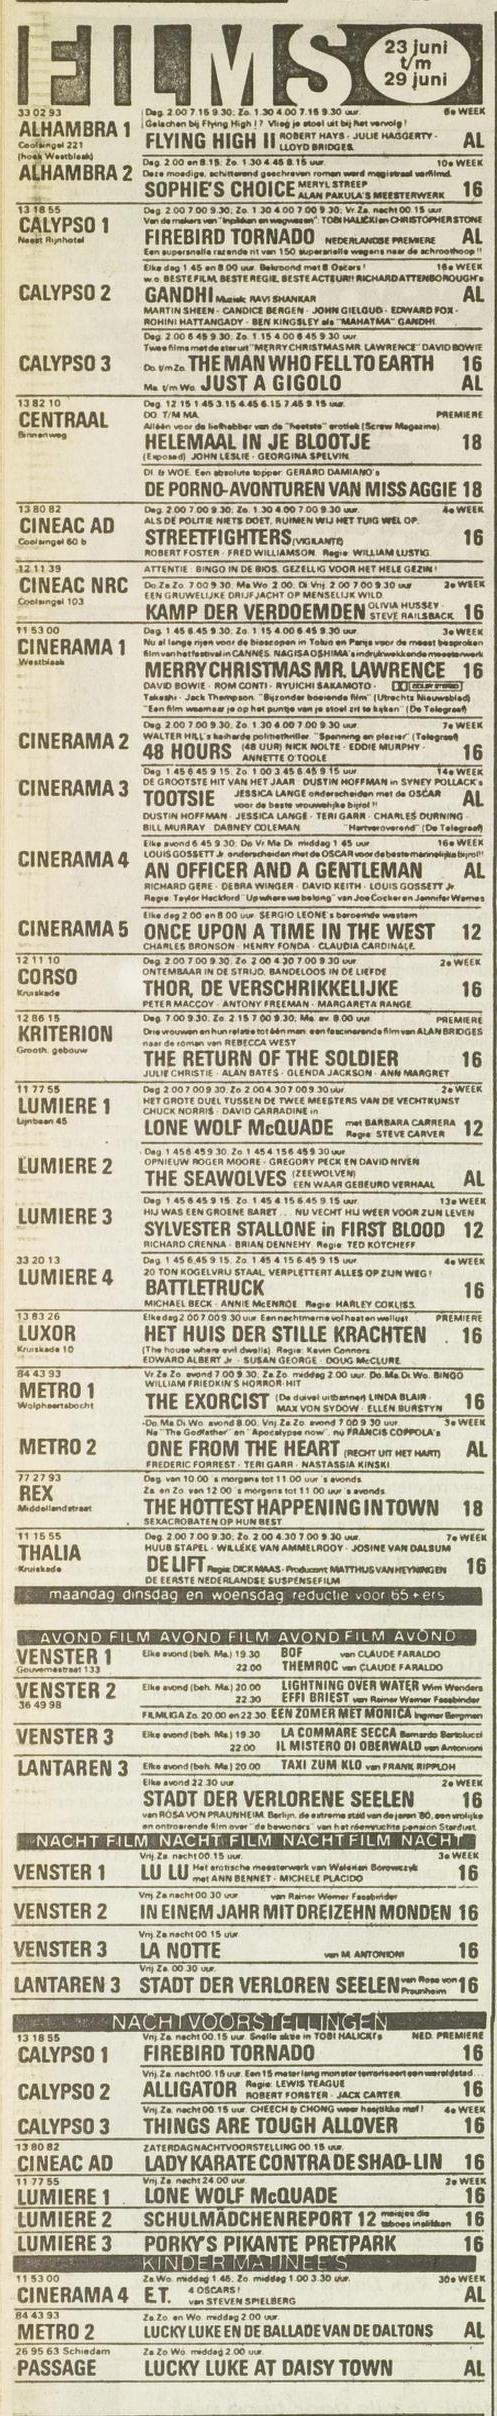 FILMS
23 juni
t/m
29 juni
33 02 93 Dag. 2.00 7.15 9.30; Zo. 1.30 4.00 7.15 9.30 uur. 6e WEEK
ALHAMBRA 1 Gelachen bij Flying High I? Vlieg je stoel uit bij het vervolg!
Coolsingel 221 FLYING HIGH II ROBERT HAYS - JULIE HAGGERTY - AL
(hoek Westblaak) LLOYD BRIDGES
ALHAMBRA 2 Dag. 2.00 en 8.15; Zo. 1.30 4.45 8.15 uur. 10e WEEK
Deze moedige, schitterend geschreven roman werd magistraal verfilmd.
SOPHIE'S CHOICE MERYL STREEP 16
ALAN PAKULA'S MEESTERWERK
13 18 55 Dag. 2.00 7.00 9.30; Zo. 1.30 4.00 7.00 9.30; Vr. Za. nacht 00.15 uur.
CALYPSO 1 Van de makers van "Inpikken en wegwezen": TOBI HALICKI en CHRISTOPHER STONE
Naast Rijnhotel FIREBIRD TORNADO NEDERLANDSE PREMIERE AL
Een supersnelle razende rit van 150 supersnelle wagens naar de schroothoop!!
Elke dag 1.45 en 8.00 uur. Bekroond met 8 Oscars! 16e WEEK
w.o. BESTE FILM, BESTE REGIE, BESTE ACTEUR!! RICHARD ATTENBOROUGH's
CALYPSO 2 GANDHI Muziek: RAVI SHANKAR AL
MARTIN SHEEN - CANDICE BERGEN - JOHN GIELGUD - EDWARD FOX -
ROHINI HATTANGADY - BEN KINGSLEY als "MAHATMA" GANDHI
Dag. 2.00 6.45 9.30; Zo. 1.15 4.00 6.45 9.30 uur
Twee films met de ster uit "MERRY CHRISTMAS MR. LAWRENCE" DAVID BOWIE
CALYPSO 3 Do. t/m Zo. THE MAN WHO FELL TO EARTH 16
Ma. t/m Wo. JUST A GIGOLO AL
13 82 10 Dag. 12.15 1.45 3.15 4.45 6.15 7.45 9.15 uur.
CENTRAAL DO. T/M MA. PREMIERE
Binnenweg Alléén voor de liefhebber van de "heetste" erotiek (Screw Magazine).
HELEMAAL IN JE BLOOTJE 18
(Exposed) JOHN LESLIE - GEORGINA SPELVIN
DI. & WOE. Een absolute topper: GERARD DAMIANO's
DE PORNO-AVONTUREN VAN MISS AGGIE 18
13 80 82 Dag. 2.00 7.00 9.30; Zo. 1.30 4.00 7.00 9.30 uur. 4e WEEK
CINEAC AD ALS DE POLITIE NIETS DOET, RUIMEN WIJ HET TUIG WEL OP.
Coolsingel 60 b STREETFIGHTERS (VIGILANTE) 16
ROBERT FOSTER - FRED WILLIAMSON. Regie: WILLIAM LUSTIG.
12 11 39 ATTENTIE: BINGO IN DE BIOS. GEZELLIG VOOR HET HELE GEZIN!
CINEAC NRC Do. Za. Zo. 7.00 9.30; Ma. Wo. 2.00; Di. Vrij. 2.00 7.00 9.30 uur 2e WEEK
Coolsingel 103 EEN GRUWELIJKE DRIJFJACHT OP MENSELIJK WILD.
KAMP DER VERDOEMDEN OLIVIA HUSSEY - 16
STEVE RAILSBACK
11 53 00 Dag. 1.45 6.45 9.30; Zo. 1.15 4.00 6.45 9.30 uur. 3e WEEK
CINERAMA 1 Nu al lange rijen voor de bioscopen in Tokio en Parijs voor de meest besproken
Westblaak film van het festival in CANNES. NAGISA OSHIMA's indrukwekkende meesterwerk
MERRY CHRISTMAS MR. LAWRENCE 16
DAVID BOWIE - ROM CONTI - RYUICHI SAKAMOTO - DOLBY STEREO
Takeshi - Jack Thompson. "Bijzonder boeiende film" (Utrechts Nieuwsblad)
"Een film waarnaar je op het puntje van je stoel zit te kijken" (De Telegraaf)
Dag. 2.00 7.00 9.30; Zo. 1.30 4.00 7.00 9.30 uur. 7e WEEK
CINERAMA 2 WALTER HILL's keiharde politiethriller. "Spanning en plezier" (Telegraaf)
48 HOURS (48 UUR) NICK NOLTE - EDDIE MURPHY - 16
ANNETTE O'TOOLE
Dag. 1.45 6.45 9.15; Zo. 1.00 3.45 6.45 9.15 uur. 14e WEEK
CINERAMA 3 DE GROOTSTE HIT VAN HET JAAR: DUSTIN HOFFMAN in SYNEY POLLACK's
TOOTSIE JESSICA LANGE onderscheiden met de OSCAR AL
voor de beste vrouwelijke bijrol!!
DUSTIN HOFFMAN - JESSICA LANGE - TERI GARR - CHARLES DURNING -
BILL MURRAY - DABNEY COLEMAN "Hartveroverend" (De Telegraaf)
Elke avond 6.45 9.30; Do. Vr. Ma. Di. middag 1.45 uur 16e WEEK
CINERAMA 4 LOUIS GOSSETT Jr. onderscheiden met de OSCAR voor de beste mannelijke bijrol!!
AN OFFICER AND A GENTLEMAN AL
RICHARD GERE - DEBRA WINGER - DAVID KEITH - LOUIS GOSSETT Jr
Regie: Taylor Hackford "Up where we belong" van Joe Cocker en Jennifer Warnes
Elke dag 2.00 en 8.00 uur. SERGIO LEONE's beroemde western
CINERAMA 5 ONCE UPON A TIME IN THE WEST 12
CHARLES BRONSON - HENRY FONDA - CLAUDIA CARDINALE.
12 11 10 Dag. 2.00 7.00 9.30; Zo. 2.00 4.30 7.00 9.30 uur. 2e WEEK
CORSO ONTEMBAAR IN DE STRIJD, BANDELOOS IN DE LIEFDE
Kruiskade THOR, DE VERSCHRIKKELIJKE 16
PETER MACCOY - ANTONY FREEMAN - MARGARETA RANGE
12 86 15 Dag. 7.00 9.30; Zo. 2.15 7.00 9.30; Ma. av. 8.00 uur. PREMIERE
KRITERION Drie vrouwen en hun relatie tot één man: een fascinerende film van ALAN BRIDGES
Grooth. gebouw naar de roman van REBECCA WEST
THE RETURN OF THE SOLDIER 16
JULIE CHRISTIE - ALAN BATES - GLENDA JACKSON - ANN MARGRET
11 77 55 Dag. 2.00 7.00 9.30; Zo. 2.00 4.30 7.00 9.30 uur. 2e WEEK
LUMIERE 1 HET GROTE DUEL TUSSEN DE TWEE MEESTERS VAN DE VECHTKUNST
Lijnbaan 45 CHUCK NORRIS - DAVID CARRADINE in
LONE WOLF McQUADE met BARBARA CARRERA 12
Regie: STEVE CARVER
Dag. 1.45 6.45 9.30; Zo. 1.45 4.15 6.45 9.30 uur
OPNIEUW ROGER MOORE - GREGORY PECK EN DAVID NIVEN
LUMIERE 2 THE SEAWOLVES (ZEEWOLVEN) AL
EEN WAAR GEBEURD VERHAAL
Dag. 1.45 6.45 9.15; Zo. 1.45 4.15 6.45 9.15 uur 13e WEEK
LUMIERE 3 HIJ WAS EEN GROENE BARET... NU VECHT HIJ WEER VOOR ZIJN LEVEN
SYLVESTER STALLONE in FIRST BLOOD 12
RICHARD CRENNA - BRIAN DENNEHY. Regie: TED KOTCHEFF
33 20 13 Dag. 1.45 6.45 9.15; Zo. 1.45 4.15 6.45 9.15 uur 4e WEEK
LUMIERE 4 20 TON KOGELVRIJ STAAL, VERPLETTERT ALLES OP ZIJN WEG!
BATTLETRUCK 16
MICHAEL BECK - ANNIE McENROE. Regie: HARLEY COKLISS.
13 83 26 Elke dag 2.00 7.00 9.30 uur. Een nachtmerrie vol haat en wellust. PREMIERE
LUXOR HET HUIS DER STILLE KRACHTEN 16
Kruiskade 10 (The house where evil dwells). Regie: Kevin Connors.
EDWARD ALBERT Jr. - SUSAN GEORGE - DOUG McCLURE
84 43 93 Vr. Za. Zo. avond 7.00 9.30; Za. Zo. middag 2.00 uur. Do. Ma. Di. Wo. BINGO
METRO 1 WILLIAM FRIEDKIN'S HORROR-HIT
Wolphaertsbocht THE EXORCIST (De duivel uitbannen) LINDA BLAIR - 16
MAX VON SYDOW - ELLEN BURSTYN
Do. Ma. Di. Wo. avond 8.00; Vrij. Za. Zo. avond 7.00 9.30 uur 3e WEEK
Na "The Godfather" en "Apocalypse now", nu FRANCIS COPPOLA's
METRO 2 ONE FROM THE HEART (RECHT UIT HET HART) AL
FREDERIC FORREST - TERI GARR - NASTASSIA KINSKI
77 27 93 Dag. van 10.00 's morgens tot 11.00 uur 's avonds.
REX Za. en Zo. van 12.00 's morgens tot 11.00 uur 's avonds.
Middellandstraat THE HOTTEST HAPPENING IN TOWN 18
SEXACROBATEN OP HUN BEST
11 15 55 Dag. 2.00 7.00 9.30; Zo. 2.00 4.30 7.00 9.30 uur. 7e WEEK
THALIA HUUB STAPEL - WILLEKE VAN AMMELROOY - JOSINE VAN DALSUM
Kruiskade DE LIFT Regie: DICK MAAS - Producent: MATTHIJS VAN HEYNINGEN 16
DE EERSTE NEDERLANDSE SUSPENSEFILM
maandag dinsdag en woensdag reductie voor 65+ers
AVOND FILM AVOND FILM AVOND FILM AVOND
VENSTER 1 Elke avond (beh. Ma.) 19.30 BOF van CLAUDE FARALDO
Gouvernestraat 133 22.00 THEMROC van CLAUDE FARALDO
VENSTER 2 Elke avond (beh. Ma.) 20.00 LIGHTNING OVER WATER Wim Wenders
36 49 98 22.30 EFFI BRIEST van Rainer Werner Fassbinder
FILMLIGA Zo. 20.00 en 22.30 EEN ZOMER MET MONICA Ingmar Bergman
VENSTER 3 Elke avond (beh. Ma.) 19.30 LA COMMARE SECCA Bernardo Bertolucci
22.00 IL MISTERO DI OBERWALD van Antonioni
LANTAREN 3 Elke avond (beh. Ma.) 20.00 TAXI ZUM KLO van FRANK RIPPLOH
Elke avond 22.30 uur 2e WEEK
STADT DER VERLORENE SEELEN 16
van ROSA VON PRAUNHEIM. Berlijn, de extreme stad van de jaren '80, een vrolijke
en ontroerende film over "de bewoners" van het roemruchte pension Stardust.
NACHT FILM NACHT FILM NACHT FILM NACHT
Vrij. Za. nacht 00.15 uur. 3e WEEK
VENSTER 1 LU LU Het erotische meesterwerk van Walerian Borowczyk 16
met ANN BENNET - MICHELE PLACIDO
Vrij. Za. nacht 00.30 uur van Rainer Werner Fassbinder
VENSTER 2 IN EINEM JAHR MIT DREIZEHN MONDEN 16
Vrij. Za. nacht 00.15 uur
VENSTER 3 LA NOTTE van M. ANTONIONI 16
Vrij. Za. 00.30 uur.
LANTAREN 3 STADT DER VERLOREN SEELEN van Rosa von 16
Praunheim
NACHTVOORSTELLINGEN
13 18 55 Vrij. Za. nacht 00.15 uur. Snelle aktie in TOBI HALICKI's NED. PREMIERE
CALYPSO 1 FIREBIRD TORNADO 16
Vrij. Za. nacht 00.15 uur. Een 15 meter lang monster terroriseert een wereldstad...
CALYPSO 2 ALLIGATOR Regie: LEWIS TEAGUE 16
ROBERT FORSTER - JACK CARTER.
Vrij. Za. nacht 00.15 uur. CHEECH & CHONG weer heerlijk mal! 4e WEEK
CALYPSO 3 THINGS ARE TOUGH ALLOVER 16
13 80 82 ZATERDAGNACHTVOORSTELLING 00.15 uur.
CINEAC AD LADY KARATE CONTRA DE SHAO-LIN 16
11 77 55 Vrij. Za. nacht 24.00 uur. 2e WEEK
LUMIERE 1 LONE WOLF McQUADE 16
LUMIERE 2 SCHULMÄDCHENREPORT 12 meisjes die 16
taboes inslikken
LUMIERE 3 PORKY'S PIKANTE PRETPARK 16
KINDER MATINEE'S
11 53 00 Za. Wo. middag 1.45; Zo. middag 1.00 3.30 uur. 30e WEEK
CINERAMA 4 E.T. 4 OSCARS! AL
van STEVEN SPIELBERG
84 43 93 Za. Zo. en Wo. middag 2.00 uur.
METRO 2 LUCKY LUKE EN DE BALLADE VAN DE DALTONS AL
26 95 63 Schiedam Za. Zo. Wo. middag 2.00 uur.
PASSAGE LUCKY LUKE AT DAISY TOWN AL